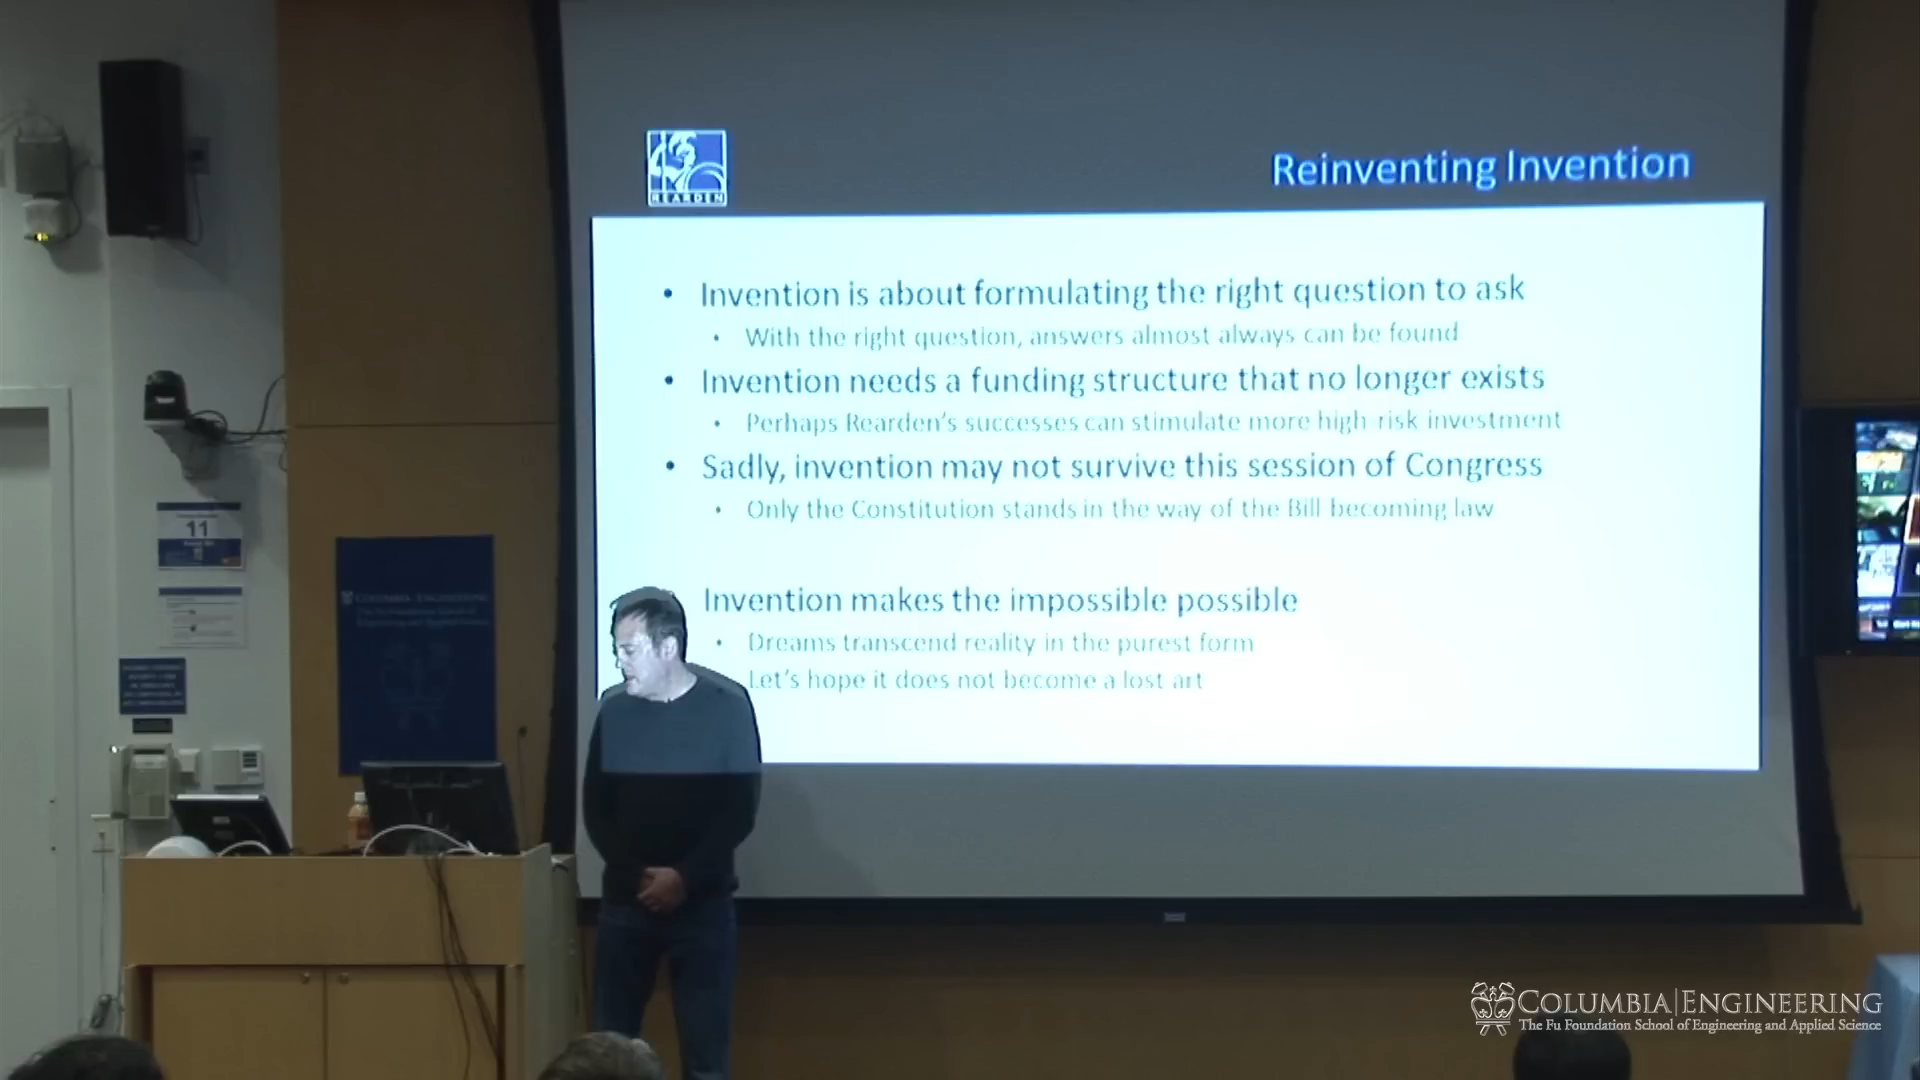 REARDEN
Reinventing Invention
• Invention is about formulating the right question to ask
• With the right question, answers almost always can be found
• Invention needs a funding structure that no longer exists
• Perhaps Rearden's successes can stimulate more high risk investment
• Sadly, invention may not survive this session of Congress
• Only the Constitution stands in the way of the Bill becoming law
Invention makes the impossible possible
• Dreams transcend reality in the purest form
Let's hope it does not become a lost art
11
COLUMBIA | ENGINEERING
COLUMBIA|ENGINEERING
The Fu Foundation School of Engineering and Applied Science